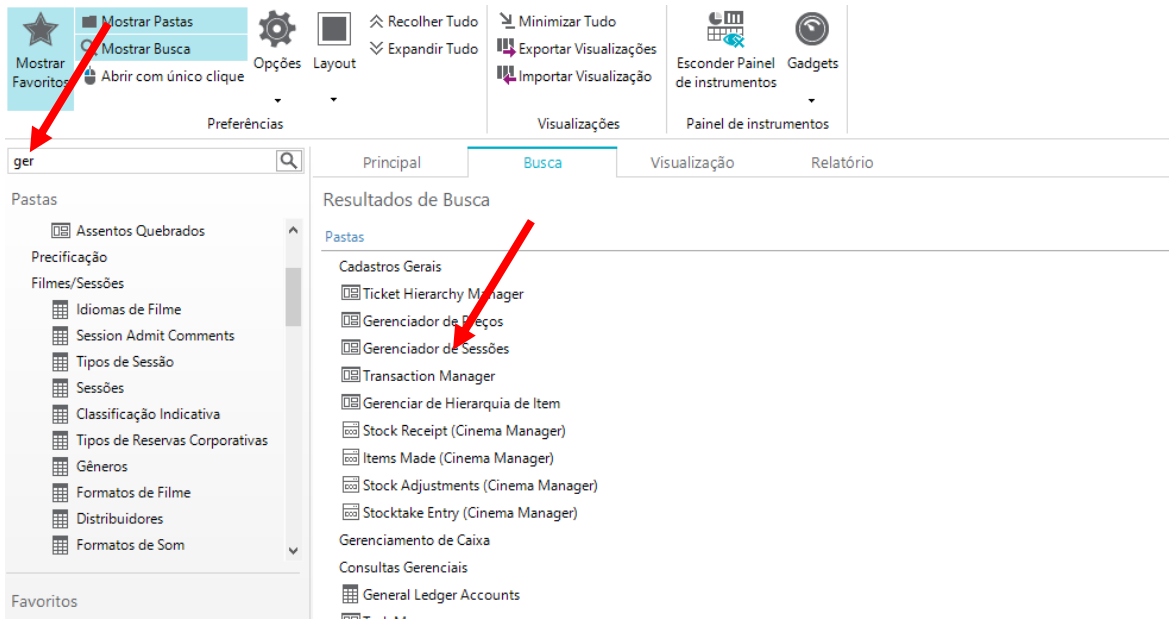 Mostrar Favoritos
Mostrar Pastas
Mostrar Busca
Abrir com único clique
Opções
Layout
Recolher Tudo
Expandir Tudo
Preferências
Minimizar Tudo
Exportar Visualizações
Importar Visualização
Visualizações
Esconder Painel
de instrumentos
Gadgets
Painel de instrumentos
ger
Pastas
Assentos Quebrados
Precificação
Filmes/Sessões
Idiomas de Filme
Session Admit Comments
Tipos de Sessão
Sessões
Classificação Indicativa
Tipos de Reservas Corporativas
Gêneros
Formatos de Filme
Distribuidores
Formatos de Som
Favoritos
Principal
Busca
Visualização
Relatório
Resultados de Busca
Pastas
Cadastros Gerais
Ticket Hierarchy Manager
Gerenciador de Preços
Gerenciador de Sessões
Transaction Manager
Gerenciar de Hierarquia de Item
Stock Receipt (Cinema Manager)
Items Made (Cinema Manager)
Stock Adjustments (Cinema Manager)
Stocktake Entry (Cinema Manager)
Gerenciamento de Caixa
Consultas Gerenciais
General Ledger Accounts